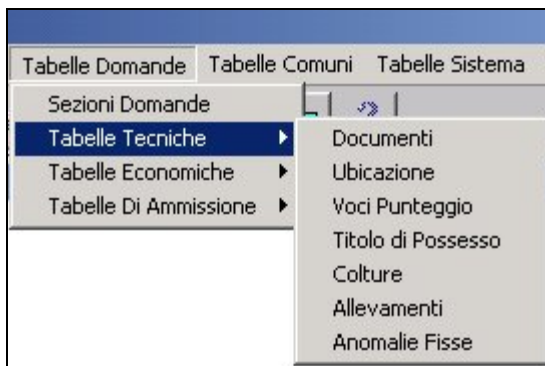 Tabelle Domande Tabelle Comuni Tabelle Sistema
Sezioni Domande
Tabelle Tecniche
Tabelle Economiche
Tabelle Di Ammissione
Documenti
Ubicazione
Voci Punteggio
Titolo di Possesso
Colture
Allevamenti
Anomalie Fisse